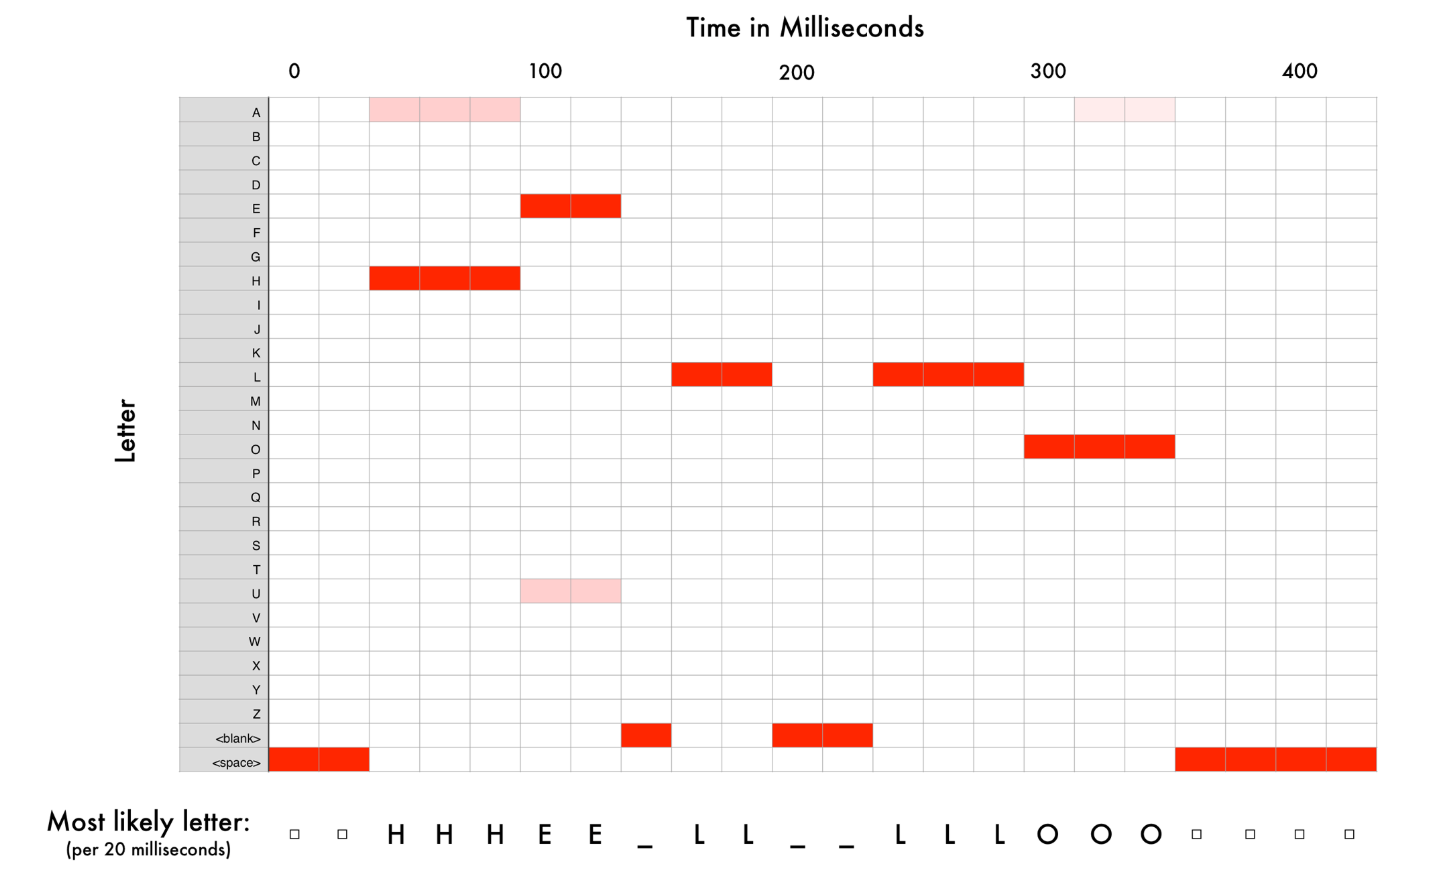 Time in Milliseconds
0 100 200 300 400
Letter
A
B
C
D
E
F
G
H
I
J
K
L
M
N
O
P
Q
R
S
T
U
V
W
X
Y
Z
<blank>
<space>
Most likely letter: □ □ H H H E E _ L L _ _ L L L O O O □ □ □ □
(per 20 milliseconds)